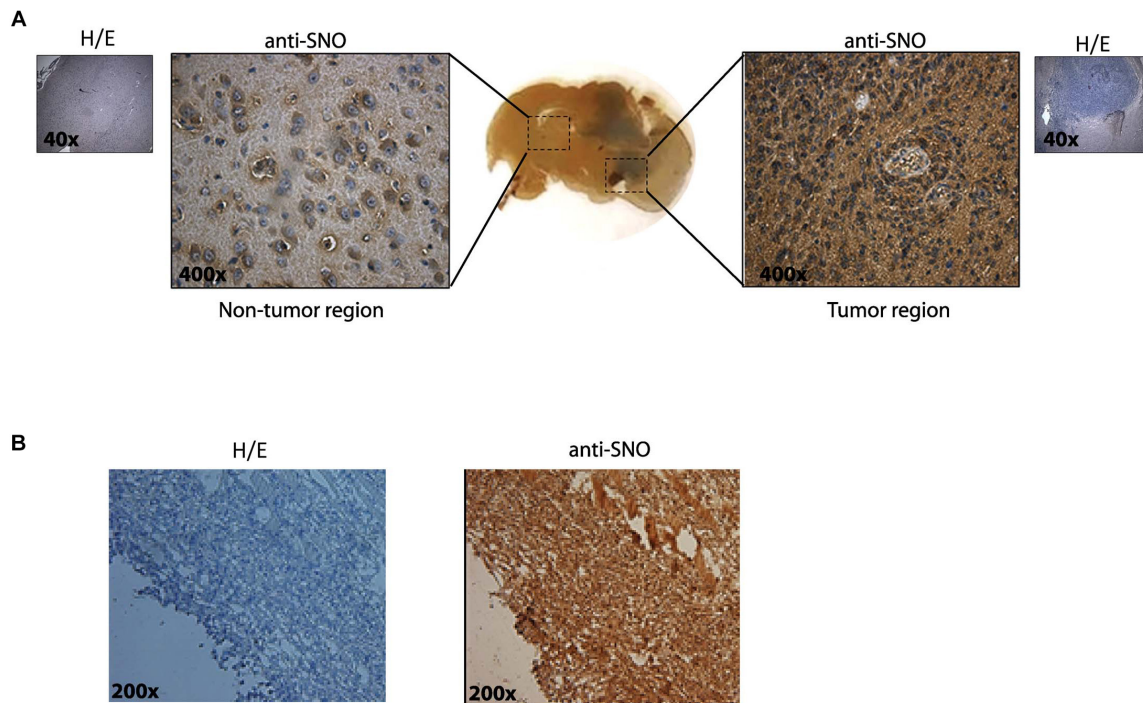 A
H/E
anti-SNO
anti-SNO
H/E
40x
400x
400x
40x
Non-tumor region
Tumor region
B
H/E
anti-SNO
200x
200x